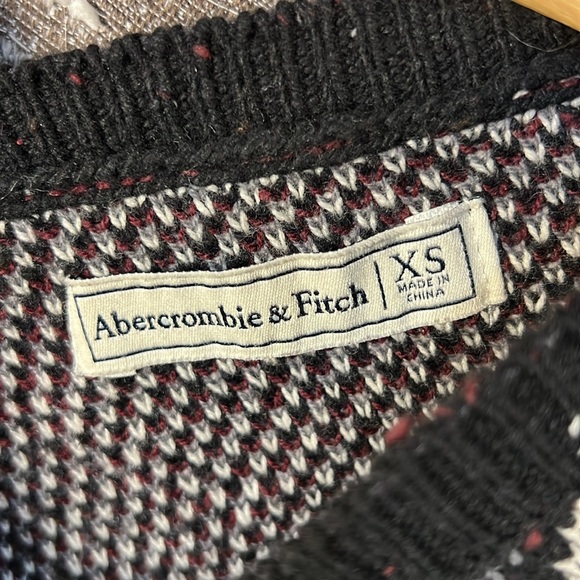 Abercrombie & Fitch | XS
MADE IN
CHINA